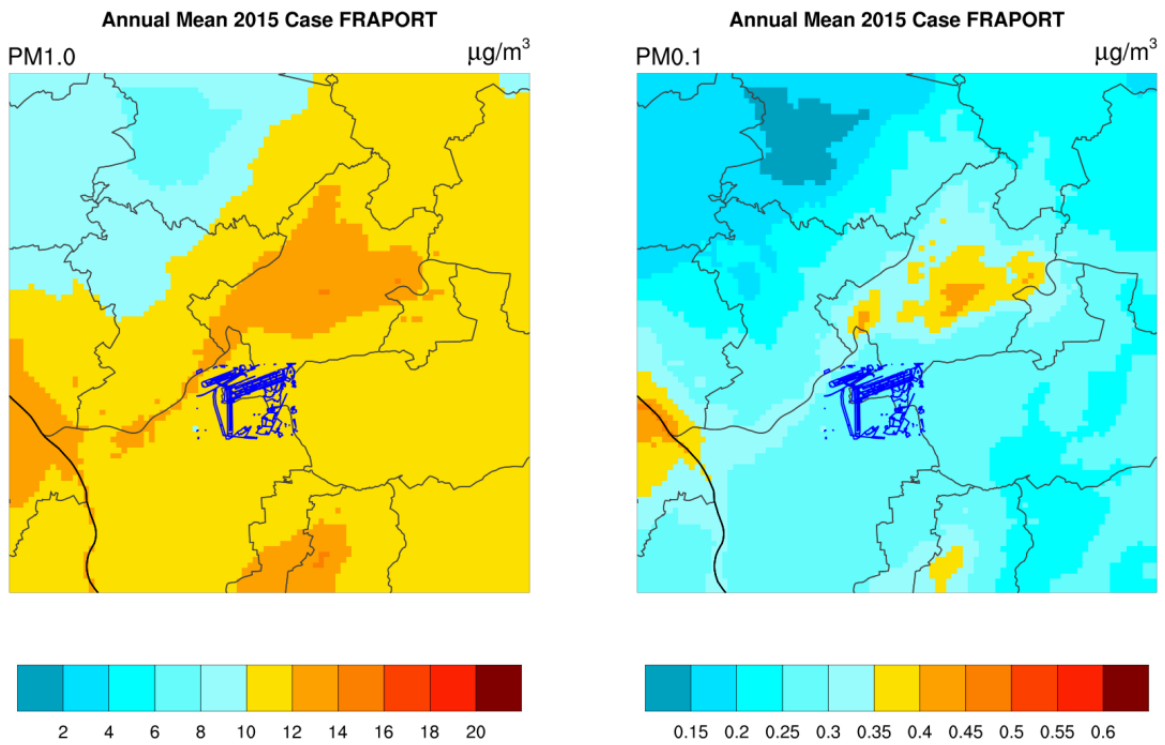 Annual Mean 2015 Case FRAPORT
PM1.0 μg/m³
2 4 6 8 10 12 14 16 18 20
Annual Mean 2015 Case FRAPORT
PM0.1 μg/m³
0.15 0.2 0.25 0.3 0.35 0.4 0.45 0.5 0.55 0.6